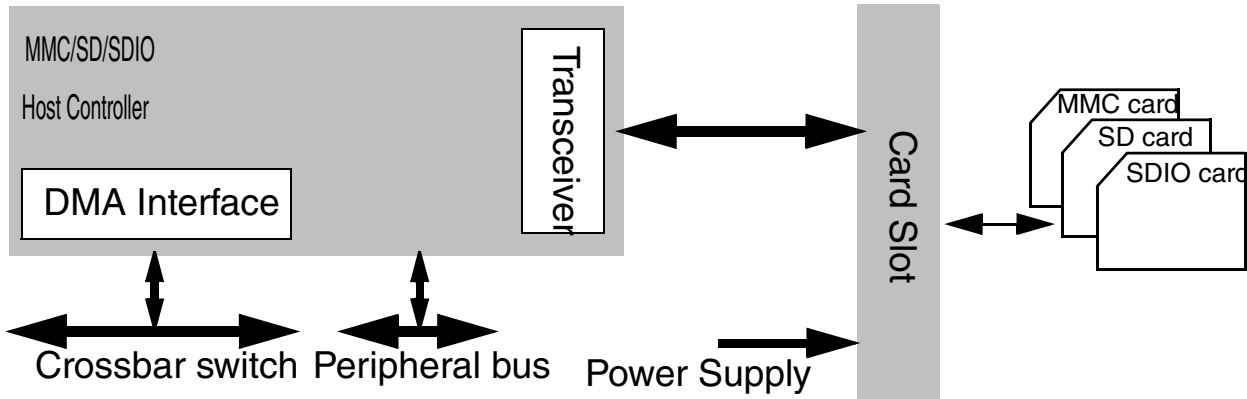 MMC/SD/SDIO
Host Controller
Transceiver
DMA Interface
Card Slot
MMC card
SD card
SDIO card
Crossbar switch
Peripheral bus
Power Supply